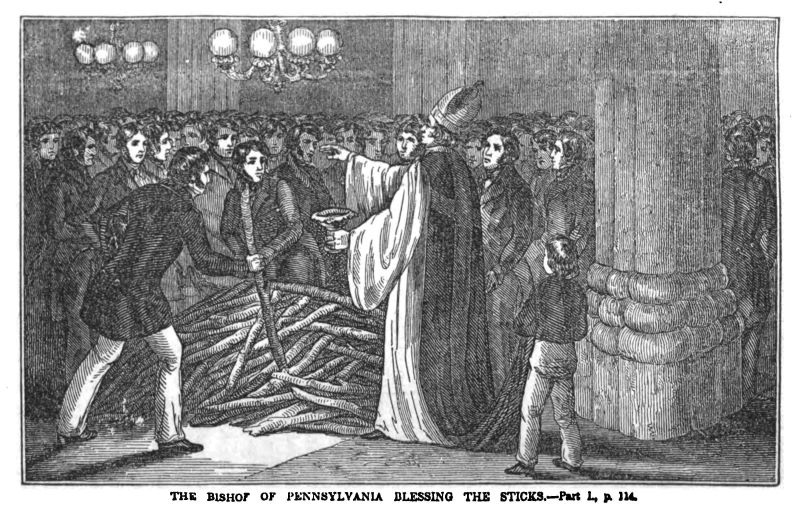 THE BISHOP OF PENNSYLVANIA BLESSING THE STICKS.—Part I., p. 114.